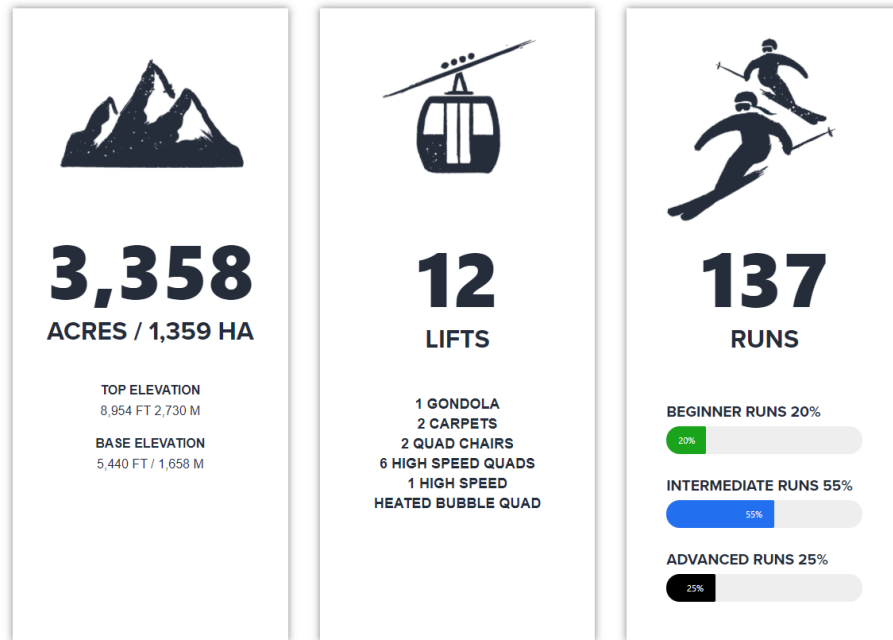 3,358
ACRES / 1,359 HA
TOP ELEVATION
8,954 FT 2,730 M
BASE ELEVATION
5,440 FT / 1,658 M
12
LIFTS
1 GONDOLA
2 CARPETS
2 QUAD CHAIRS
6 HIGH SPEED QUADS
1 HIGH SPEED
HEATED BUBBLE QUAD
137
RUNS
BEGINNER RUNS 20%
20%
INTERMEDIATE RUNS 55%
55%
ADVANCED RUNS 25%
25%